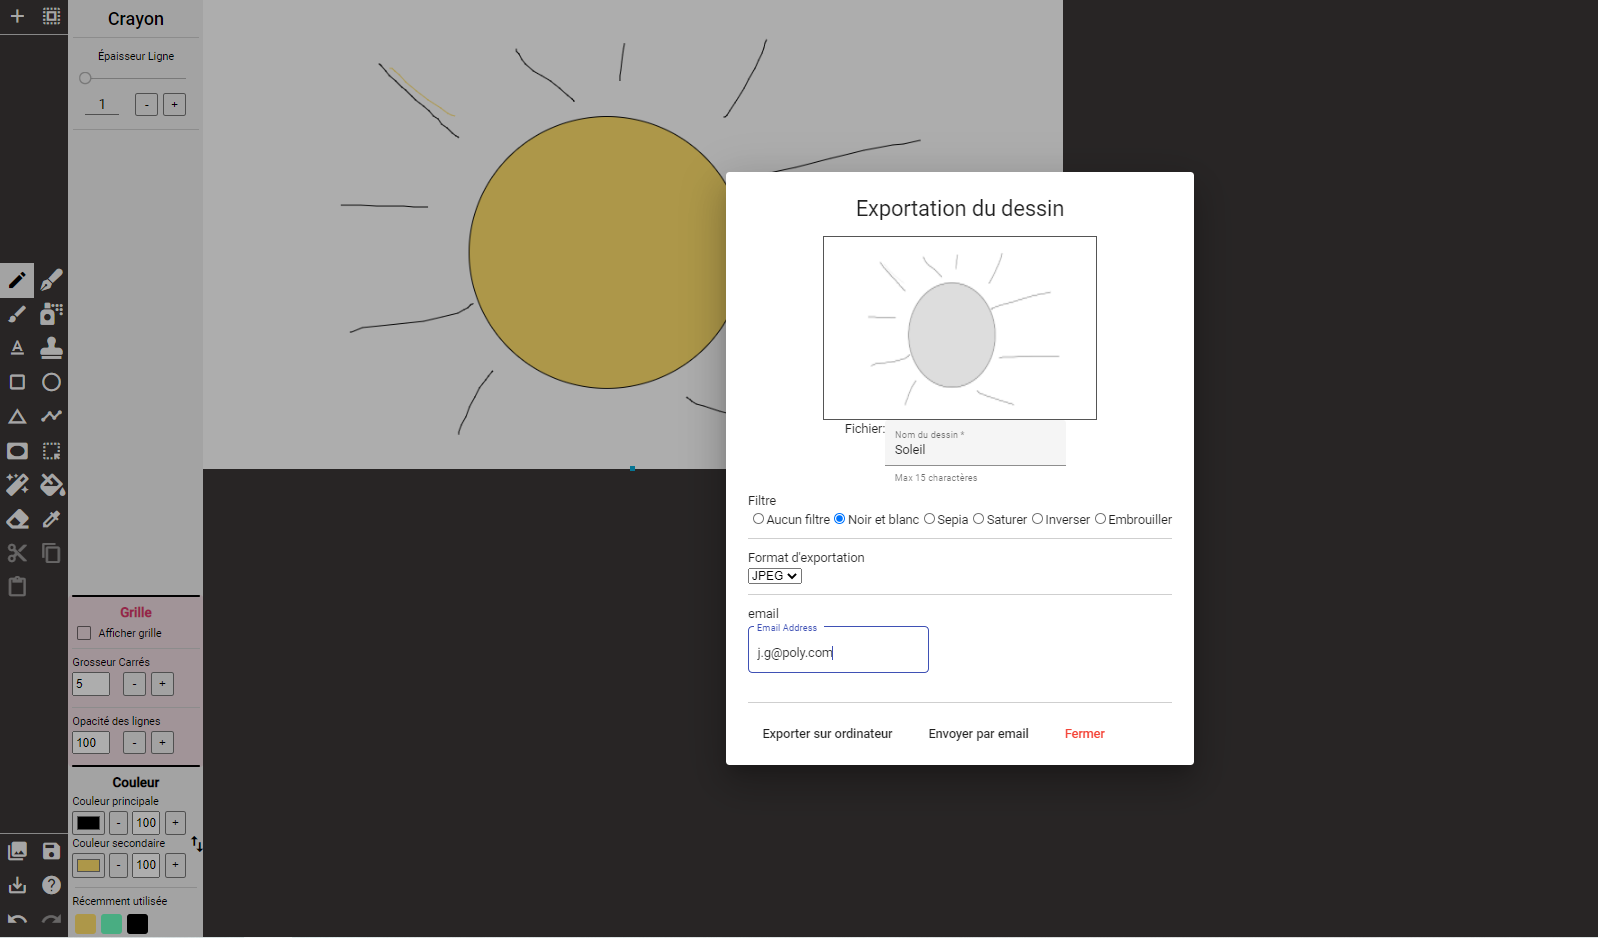 Crayon
Épaisseur Ligne
1
-
+
Grille
Afficher grille
Grosseur Carrés
5
-
+
Opacité des lignes
100
-
+
Couleur
Couleur principale
-
100
+
Couleur secondaire
-
100
+
Récemment utilisée
Exportation du dessin
Fichier:
Nom du dessin *
Soleil
Max 15 charactères
Filtre
Aucun filtre Noir et blanc Sepia Saturer Inverser Embrouiller
Format d'exportation
JPEG
email
Email Address
j.g@poly.com
Exporter sur ordinateur Envoyer par email Fermer